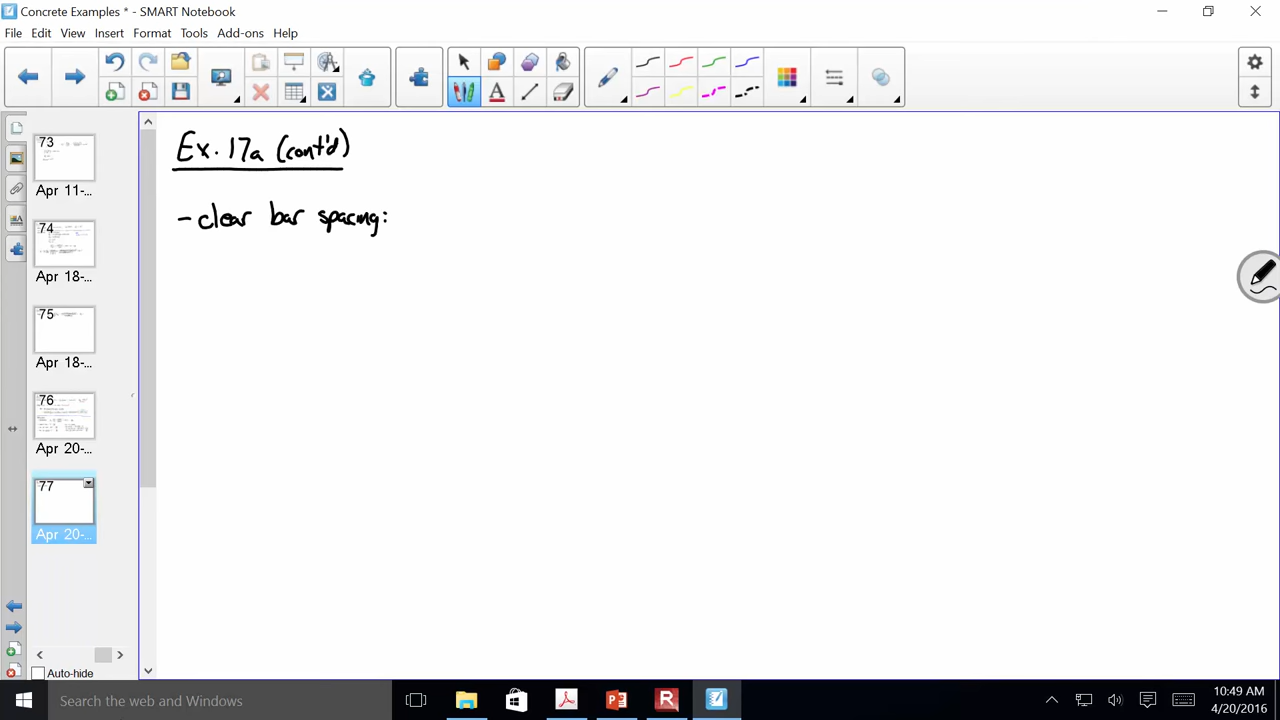 Concrete Examples * - SMART Notebook
File Edit View Insert Format Tools Add-ons Help
73
Apr 11-...
74
Apr 18-...
75
Apr 18-...
76
Apr 20-...
77
Apr 20-...
Auto-hide
Ex. 17a (cont'd)
- clear bar spacing:
Search the web and Windows
10:49 AM
4/20/2016